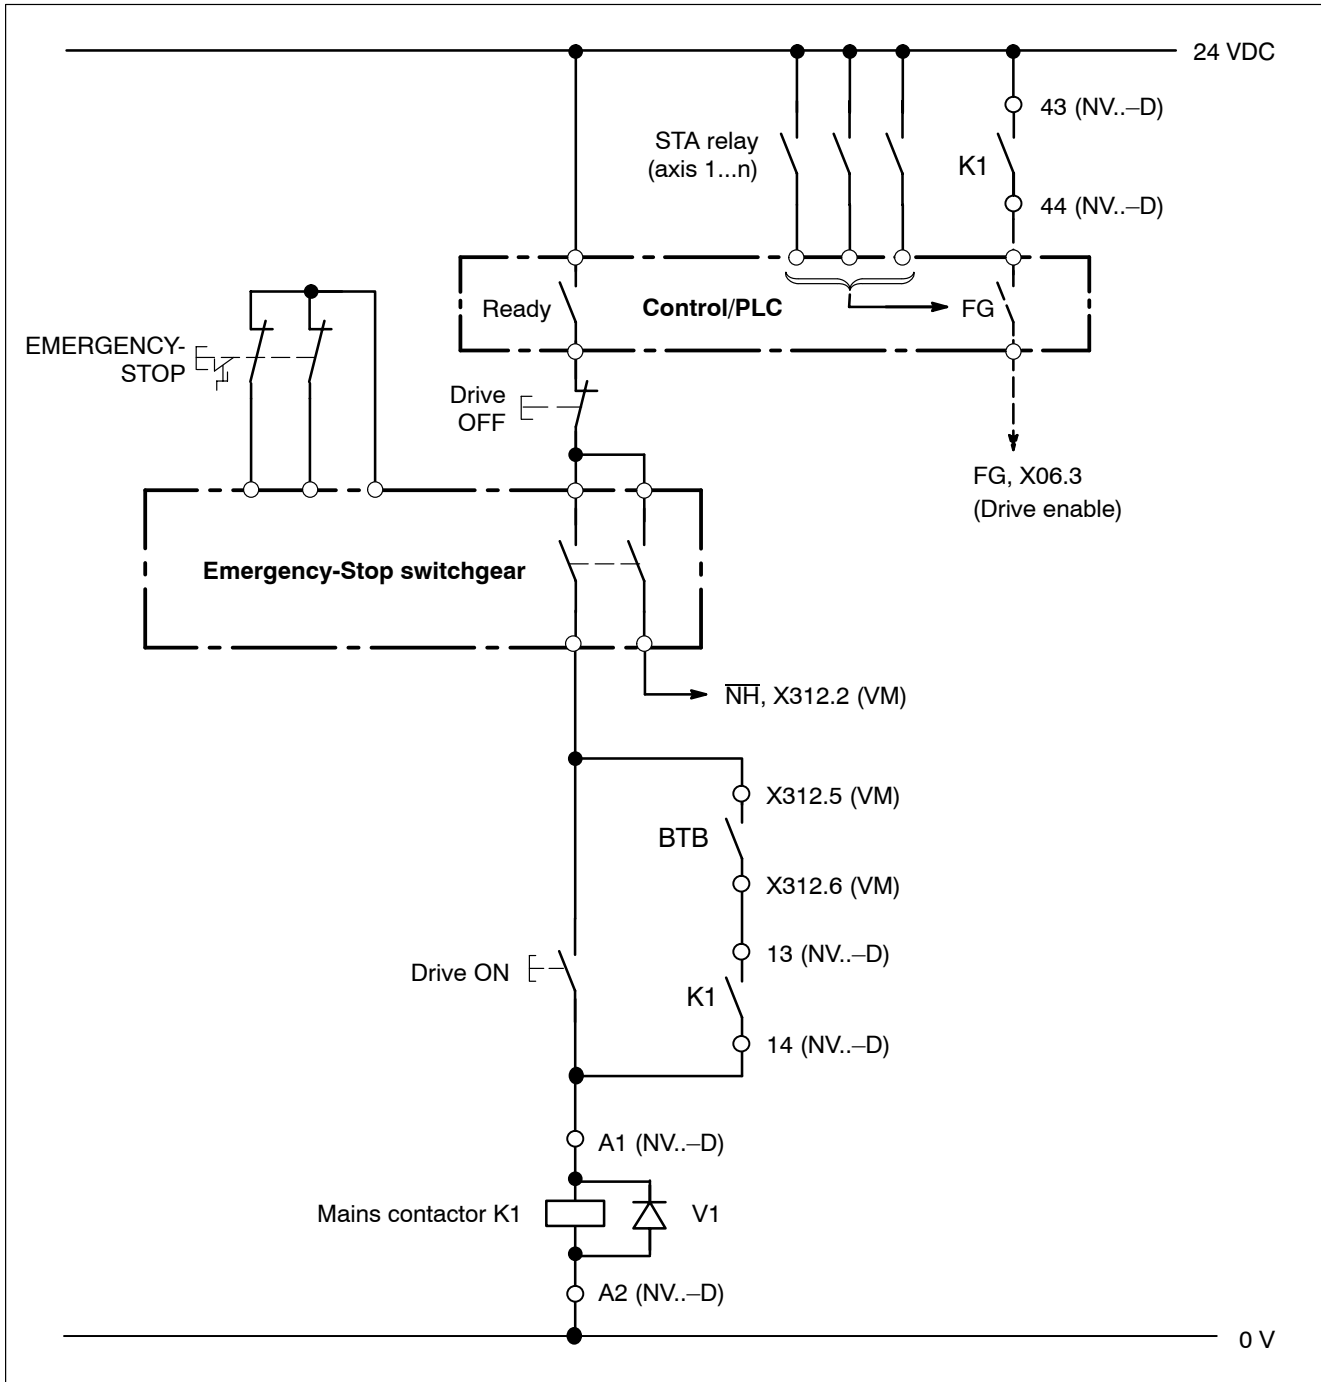 24 VDC
43 (NV..–D)
STA relay
(axis 1...n)
K1
44 (NV..–D)
Ready
Control/PLC
FG
EMERGENCY-
STOP
Drive
OFF
FG, X06.3
(Drive enable)
Emergency-Stop switchgear
N̅H̅, X312.2 (VM)
X312.5 (VM)
BTB
X312.6 (VM)
13 (NV..–D)
Drive ON
K1
14 (NV..–D)
A1 (NV..–D)
Mains contactor K1
V1
A2 (NV..–D)
0 V